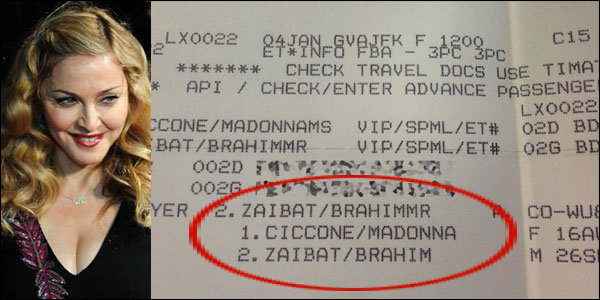 LX0022 04JAN GVAJFK F 1200 C15
ET*INFO FBA - 3PC 3PC
******* CHECK TRAVEL DOCS USE TIMAT
* API / CHECK/ENTER ADVANCE PASSENGE
LX0022
CCONE/MADONNAMS VIP/SPML/ET# 02D BD
BAT/BRAHIMMR VIP/SPML/ET# 02G BD
002D
002G
YER 2.ZAIBAT/BRAHIMMR A CO-WU&
1.CICCONE/MADONNA F 16AU
2.ZAIBAT/BRAHIM M 26S